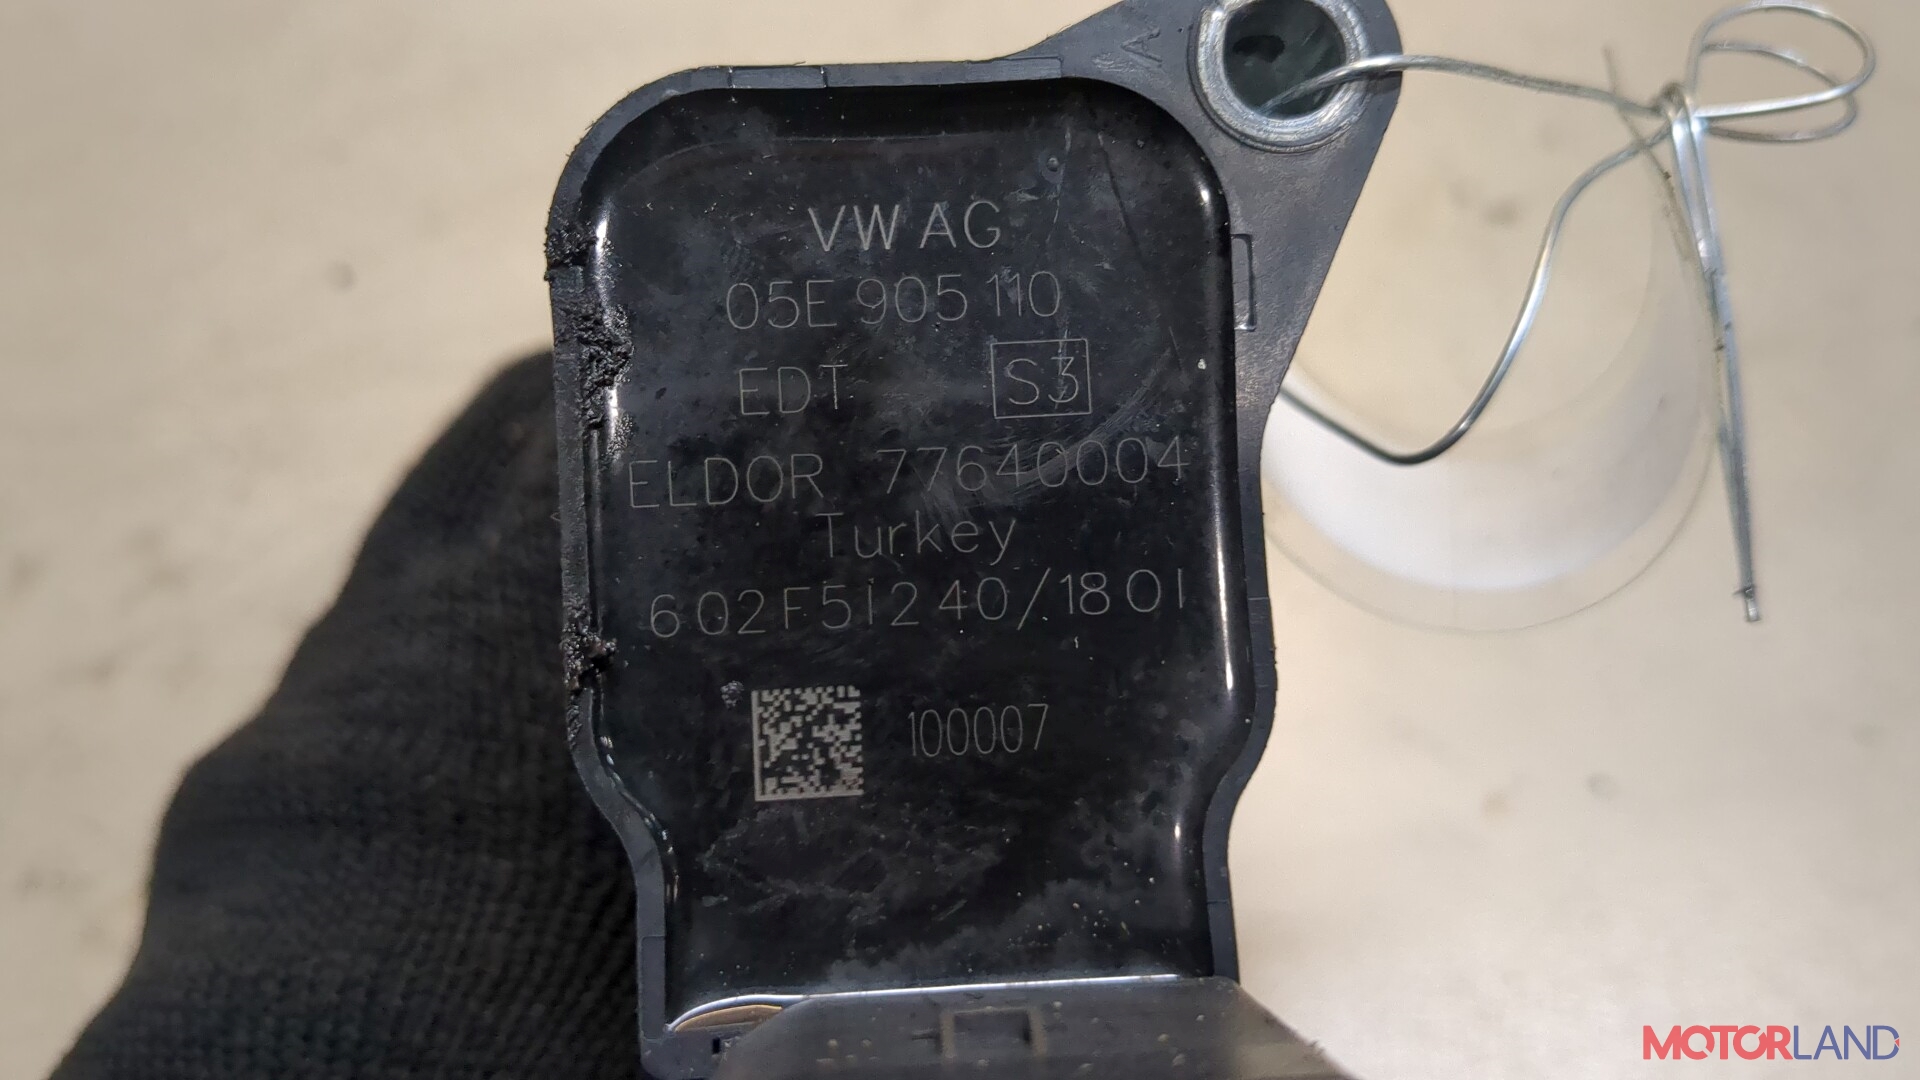 VW AG
05E 905 110
EDT S3
ELDOR 77640004
Turkey
602F51240/1801
100007
MOTORLAND